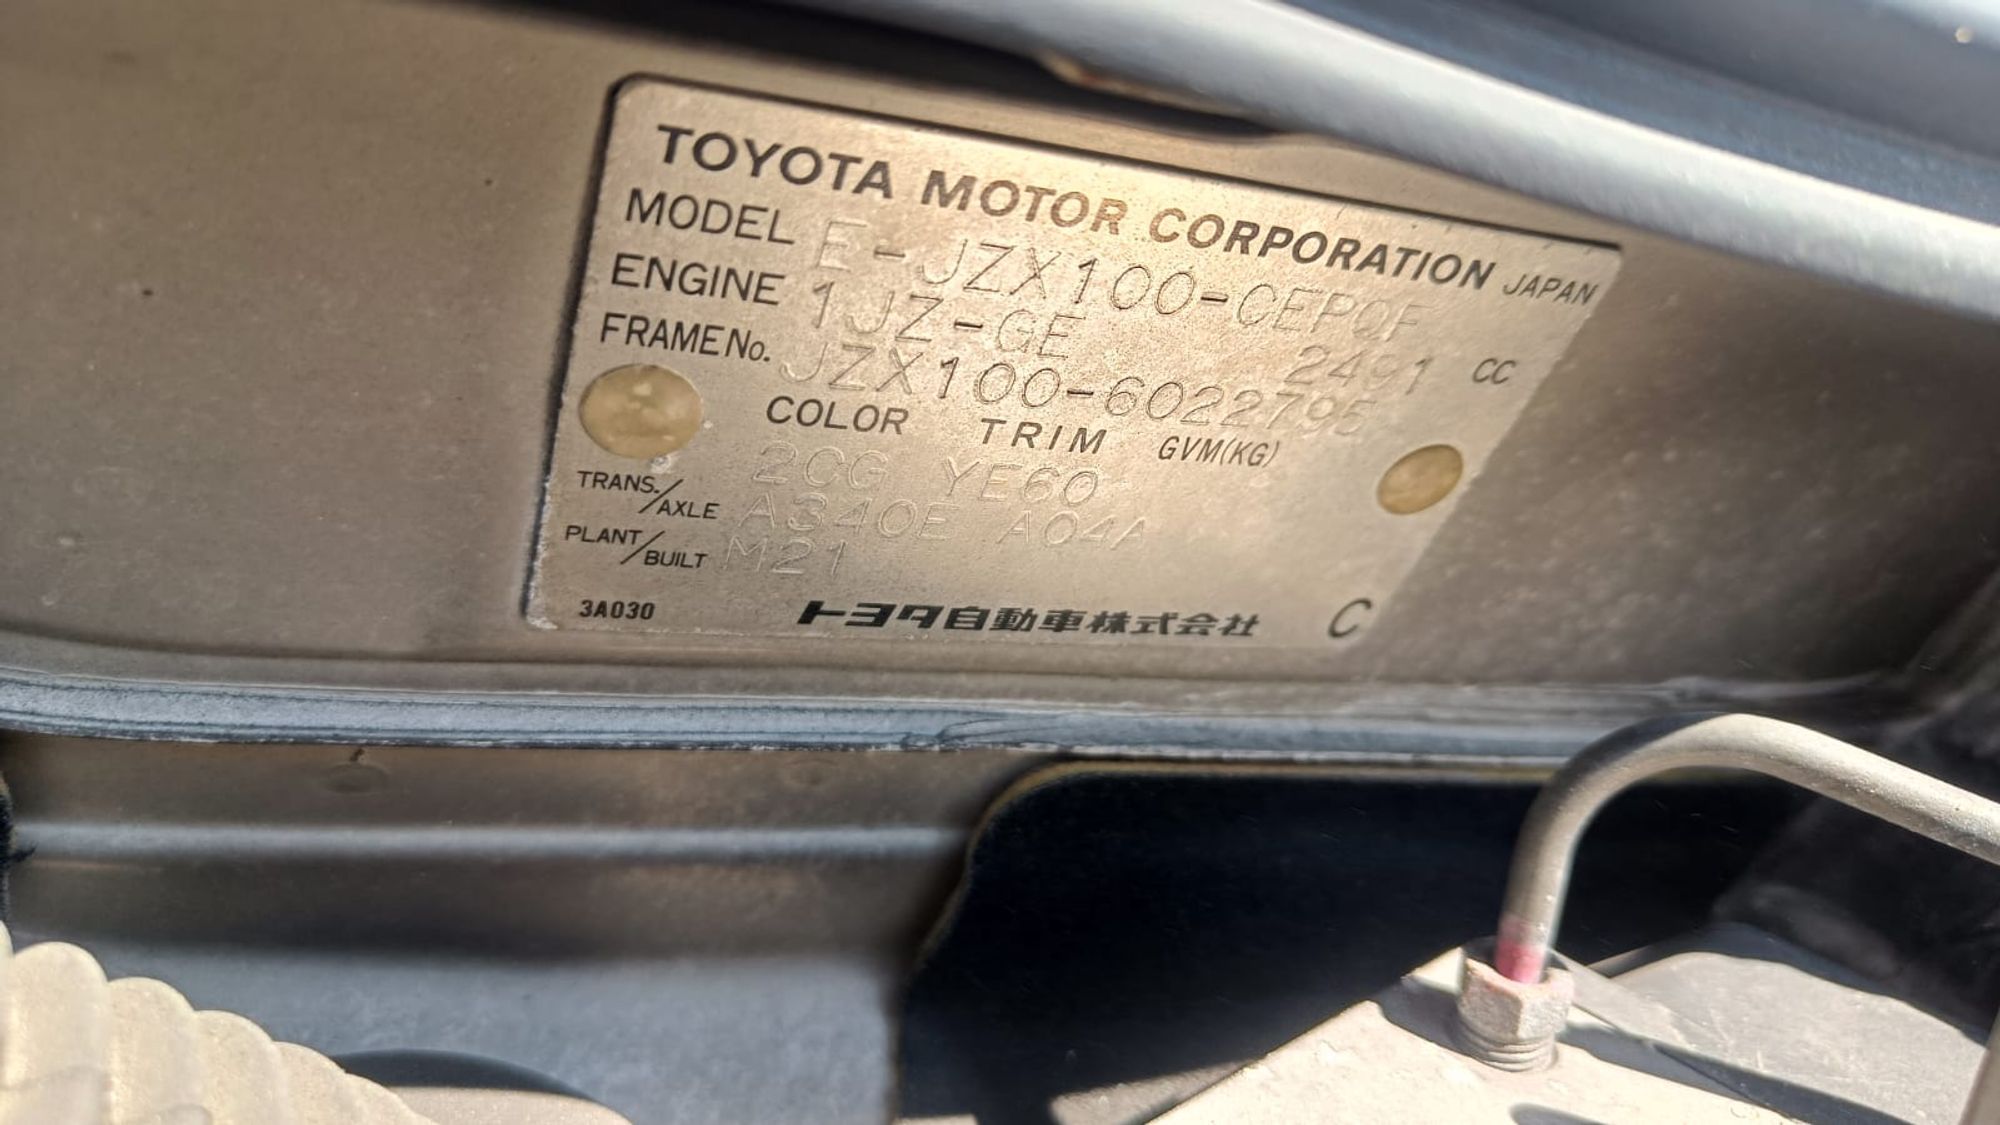 TOYOTA MOTOR CORPORATION JAPAN
MODEL E-JZX100-CEPQF
ENGINE 1JZ-GE 2491 CC
FRAME No. JZX100-6022795
COLOR TRIM GVM(KG)
2CG YE60
TRANS./AXLE A340E A04A
PLANT/BUILT M21
3A030 トヨタ自動車株式会社 C